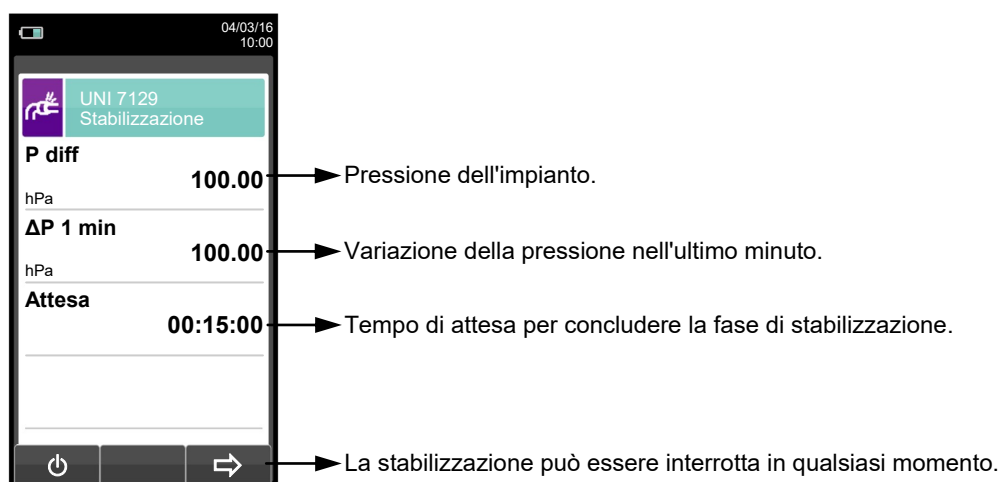 04/03/16
10:00
UNI 7129
Stabilizzazione
P diff
100.00
hPa
Pressione dell'impianto.
ΔP 1 min
100.00
hPa
Variazione della pressione nell'ultimo minuto.
Attesa
00:15:00
Tempo di attesa per concludere la fase di stabilizzazione.
La stabilizzazione può essere interrotta in qualsiasi momento.